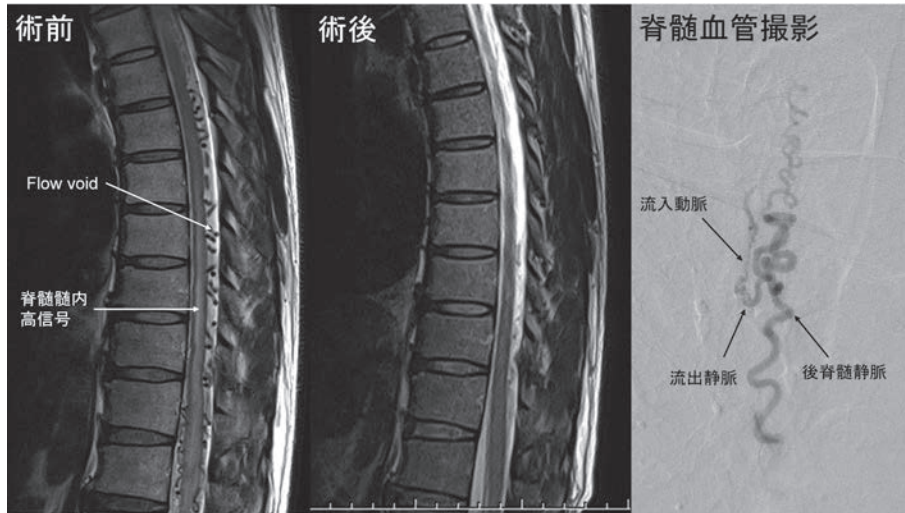 術前
術後
脊髄血管撮影
Flow void
脊髄髄内
高信号
流入動脈
流出静脈
後脊髄静脈